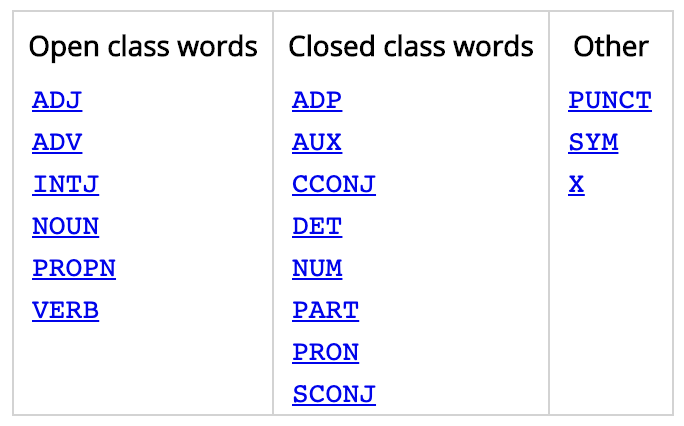 Open class words Closed class words Other
ADJ ADP PUNCT
ADV AUX SYM
INTJ CCONJ X
NOUN DET
PROPN NUM
VERB PART
PRON
SCONJ